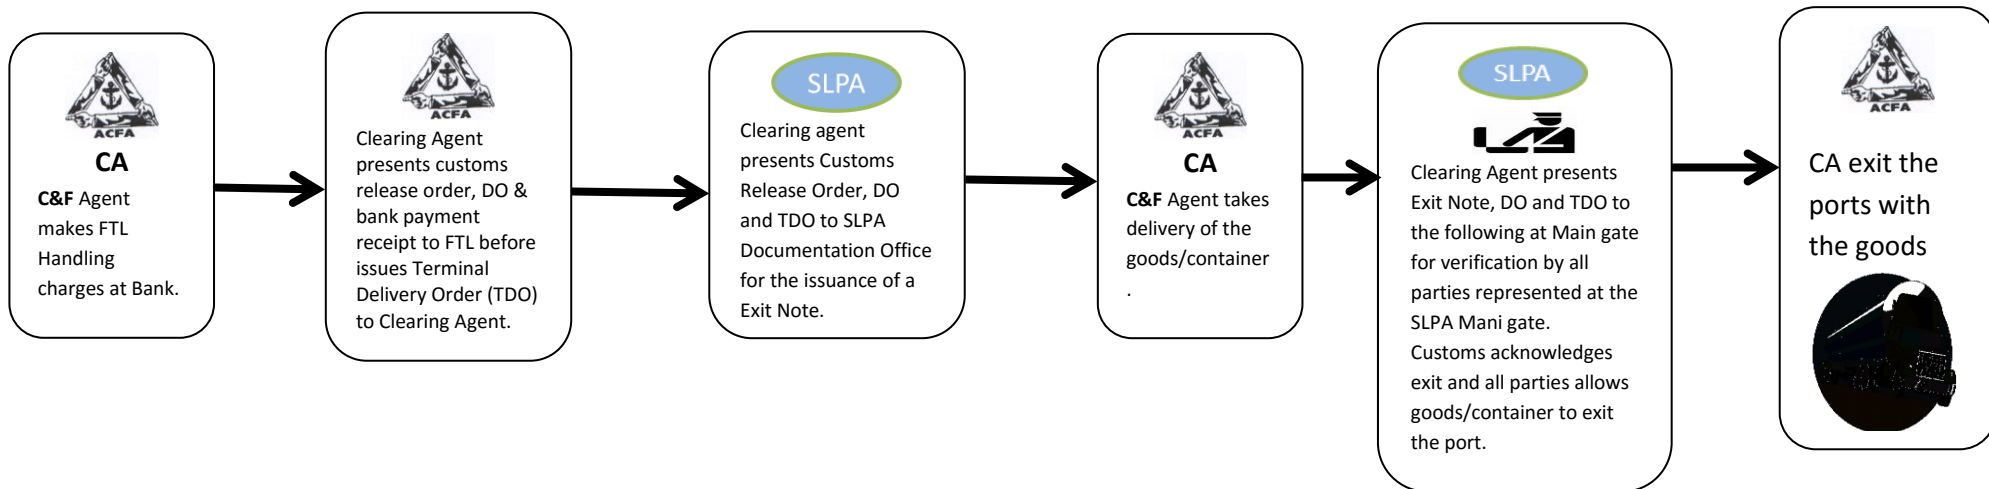 ACFA
CA
C&F Agent
makes FTL
Handling
charges at Bank.
ACFA
Clearing Agent
presents customs
release order, DO &
bank payment
receipt to FTL before
issues Terminal
Delivery Order (TDO)
to Clearing Agent.
SLPA
Clearing agent
presents Customs
Release Order, DO
and TDO to SLPA
Documentation Office
for the issuance of a
Exit Note.
ACFA
CA
C&F Agent takes
delivery of the
goods/container
.
SLPA
Clearing Agent presents
Exit Note, DO and TDO to
the following at Main gate
for verification by all
parties represented at the
SLPA Mani gate.
Customs acknowledges
exit and all parties allows
goods/container to exit
the port.
ACFA
CA exit the
ports with
the goods